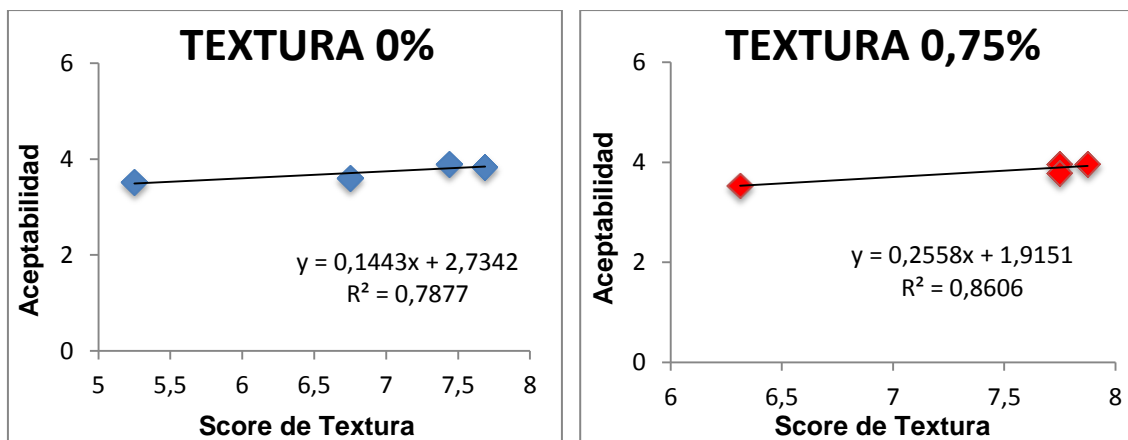 TEXTURA 0%
6
4
2
0
Aceptabilidad
y = 0,1443x + 2,7342
R² = 0,7877
5 5,5 6 6,5 7 7,5 8
Score de Textura
TEXTURA 0,75%
6
4
2
0
Aceptabilidad
y = 0,2558x + 1,9151
R² = 0,8606
6 6,5 7 7,5 8
Score de Textura